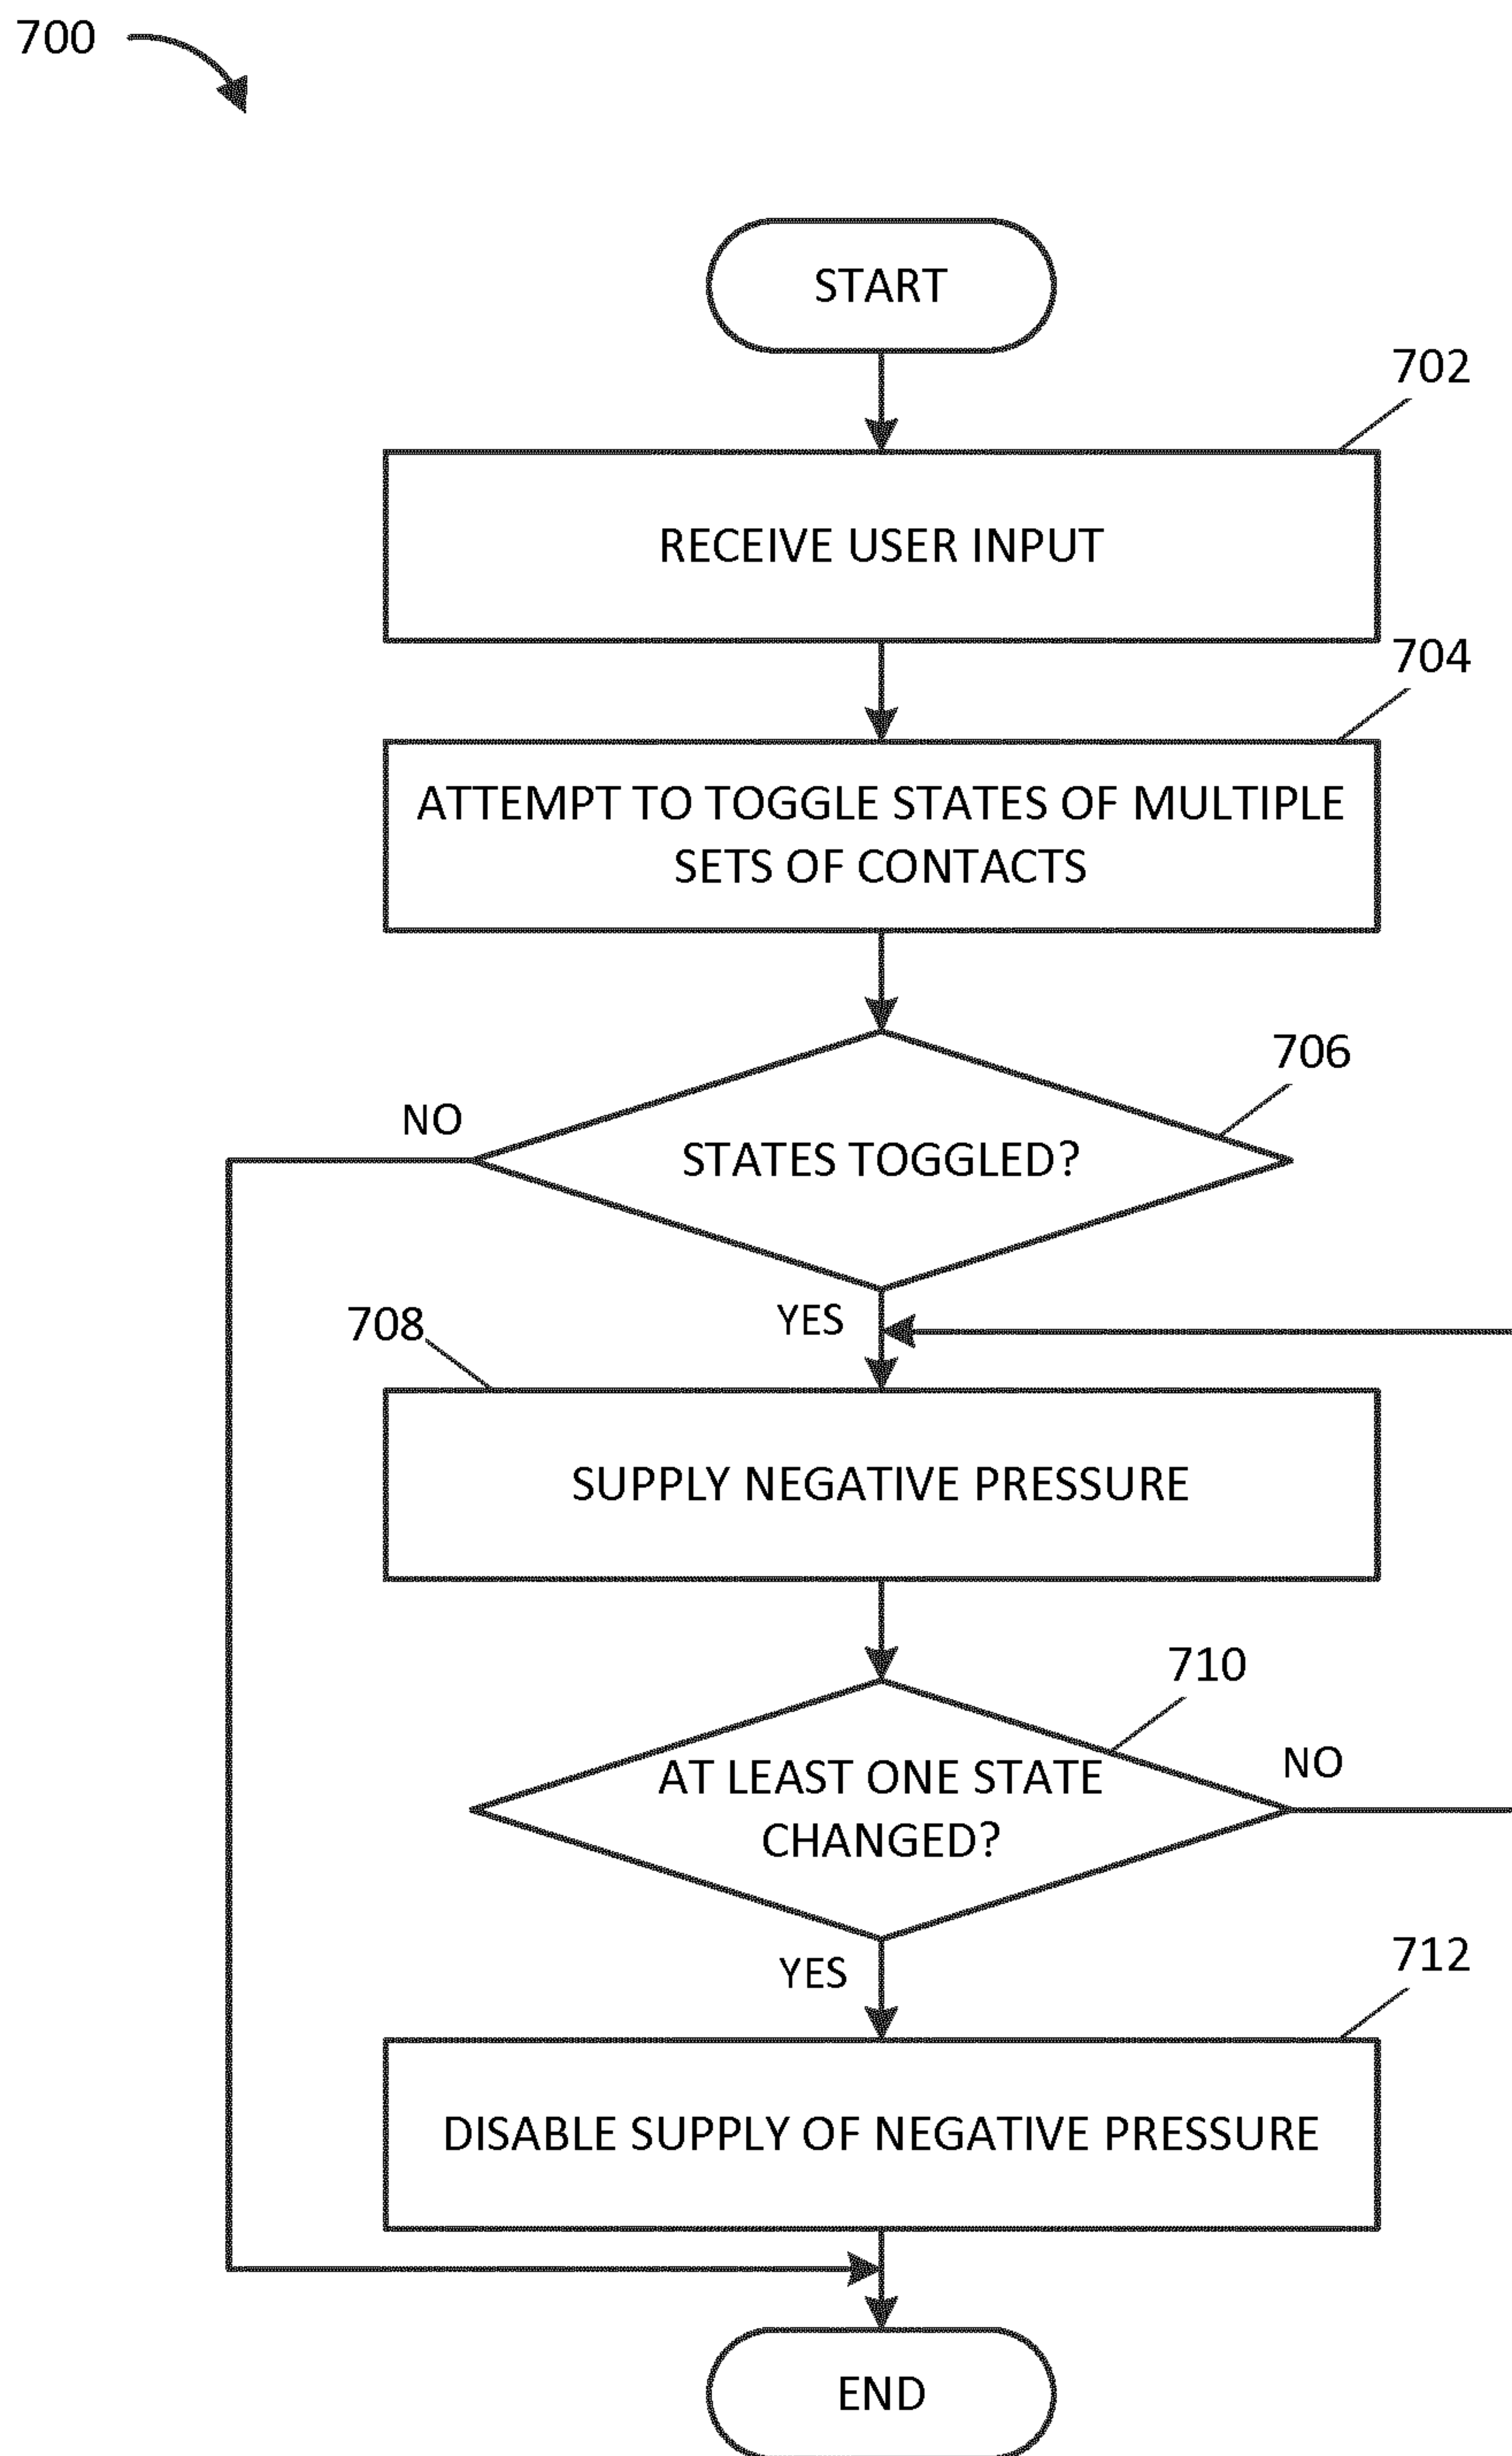 700
START
702
RECEIVE USER INPUT
704
ATTEMPT TO TOGGLE STATES OF MULTIPLE
SETS OF CONTACTS
706
NO
STATES TOGGLED?
YES
708
SUPPLY NEGATIVE PRESSURE
710
NO
AT LEAST ONE STATE
CHANGED?
YES
712
DISABLE SUPPLY OF NEGATIVE PRESSURE
END